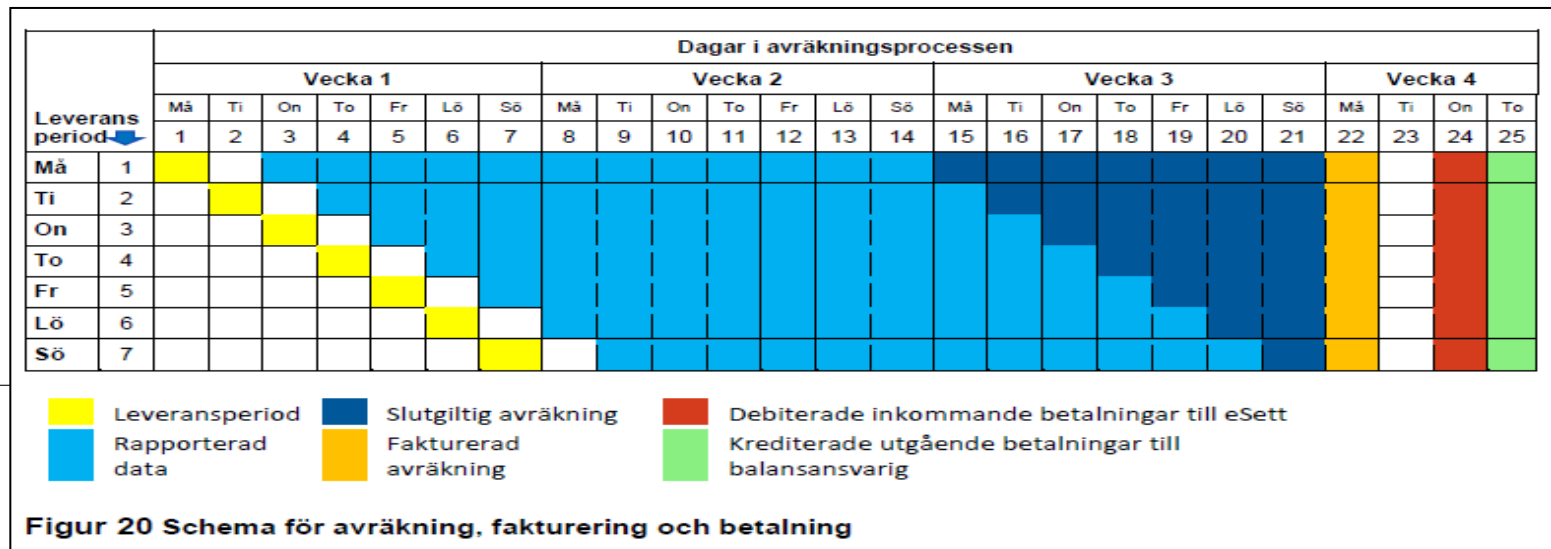 Dagar i avräkningsprocessen
Vecka 1 Vecka 2 Vecka 3 Vecka 4
Leverans
period
Må Ti On To Fr Lö Sö Må Ti On To Fr Lö Sö Må Ti On To Fr Lö Sö Må Ti On To
1 2 3 4 5 6 7 8 9 10 11 12 13 14 15 16 17 18 19 20 21 22 23 24 25
Må 1
Ti 2
On 3
To 4
Fr 5
Lö 6
Sö 7
Leveransperiod
Rapporterad
data
Slutgiltig avräkning
Fakturerad
avräkning
Debiterade inkommande betalningar till eSett
Krediterade utgående betalningar till
balansansvarig
Figur 20 Schema för avräkning, fakturering och betalning